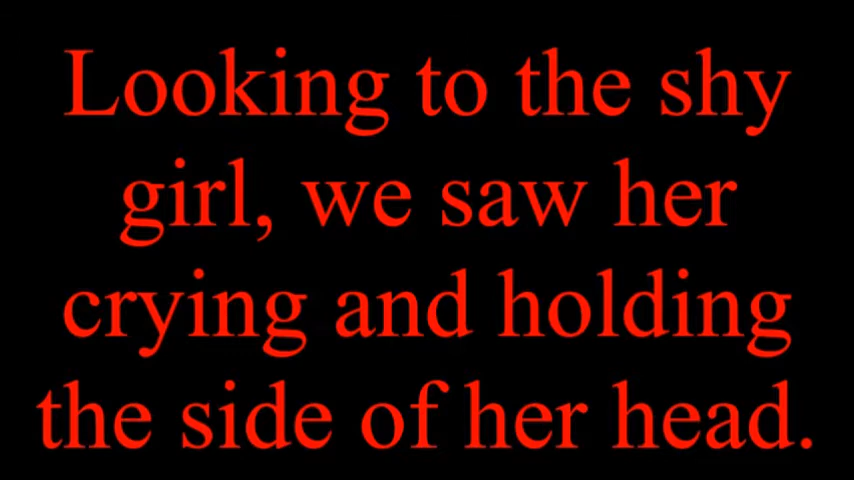 Looking to the shy
girl, we saw her
crying and holding
the side of her head.